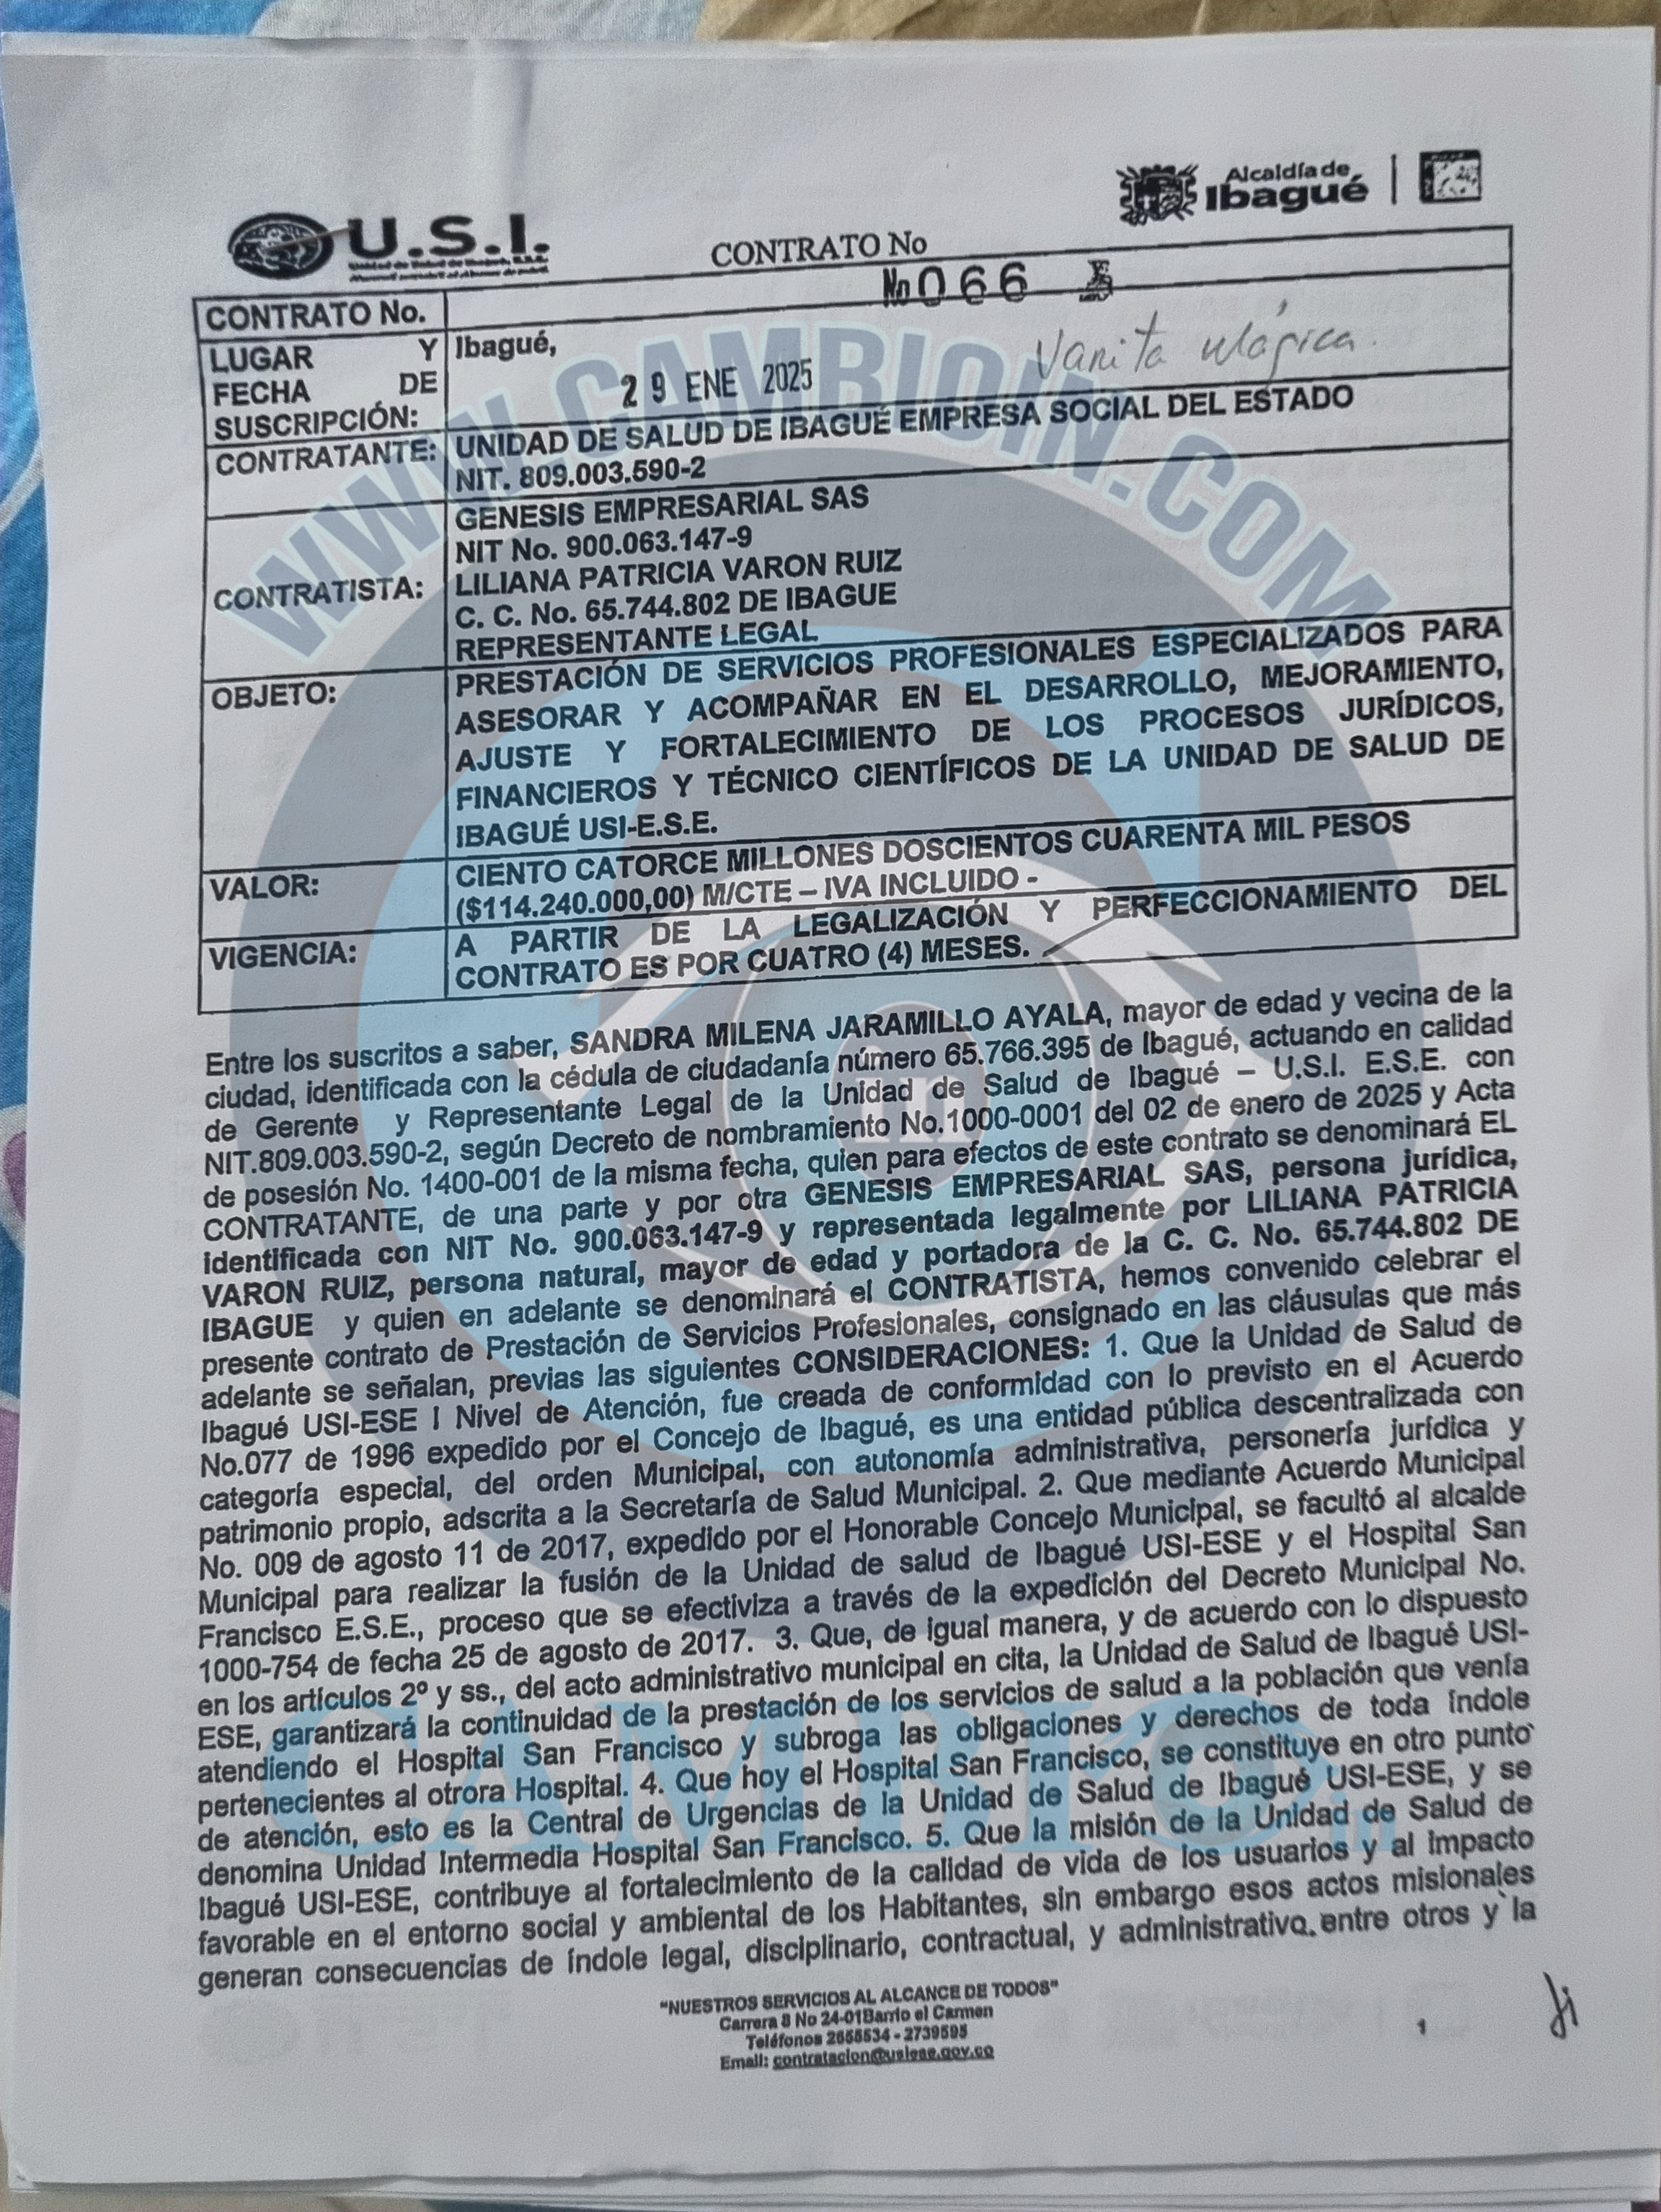 Alcaldía de
Ibagué
U.S.I.
Unidad de Salud de Ibagué, E.S.E.
CONTRATO No
CONTRATO No.
No 066
LUGAR Y FECHA DE SUSCRIPCIÓN:
Ibagué,
29 ENE 2025
Vanita Mágica.
CONTRATANTE:
UNIDAD DE SALUD DE IBAGUÉ EMPRESA SOCIAL DEL ESTADO
NIT. 809.003.590-2
CONTRATISTA:
GENESIS EMPRESARIAL SAS
NIT No. 900.063.147-9
LILIANA PATRICIA VARON RUIZ
C. C. No. 65.744.802 DE IBAGUE
REPRESENTANTE LEGAL
OBJETO:
PRESTACIÓN DE SERVICIOS PROFESIONALES ESPECIALIZADOS PARA
ASESORAR Y ACOMPAÑAR EN EL DESARROLLO, MEJORAMIENTO,
AJUSTE Y FORTALECIMIENTO DE LOS PROCESOS JURÍDICOS,
FINANCIEROS Y TÉCNICO CIENTÍFICOS DE LA UNIDAD DE SALUD DE
IBAGUÉ USI-E.S.E.
VALOR:
CIENTO CATORCE MILLONES DOSCIENTOS CUARENTA MIL PESOS
($114.240.000,00) M/CTE – IVA INCLUIDO -
VIGENCIA:
A PARTIR DE LA LEGALIZACIÓN Y PERFECCIONAMIENTO DEL
CONTRATO ES POR CUATRO (4) MESES.
Entre los suscritos a saber, SANDRA MILENA JARAMILLO AYALA, mayor de edad y vecina de la
ciudad, identificada con la cédula de ciudadanía número 65.766.395 de Ibagué, actuando en calidad
de Gerente y Representante Legal de la Unidad de Salud de Ibagué – U.S.I. E.S.E. con
NIT.809.003.590-2, según Decreto de nombramiento No.1000-0001 del 02 de enero de 2025 y Acta
de posesión No. 1400-001 de la misma fecha, quien para efectos de este contrato se denominará EL
CONTRATANTE, de una parte y por otra GENESIS EMPRESARIAL SAS, persona jurídica,
identificada con NIT No. 900.063.147-9 y representada legalmente por LILIANA PATRICIA
VARON RUIZ, persona natural, mayor de edad y portadora de la C. C. No. 65.744.802 DE
IBAGUE y quien en adelante se denominará el CONTRATISTA, hemos convenido celebrar el
presente contrato de Prestación de Servicios Profesionales, consignado en las cláusulas que más
adelante se señalan, previas las siguientes CONSIDERACIONES: 1. Que la Unidad de Salud de
Ibagué USI-ESE I Nivel de Atención, fue creada de conformidad con lo previsto en el Acuerdo
No.077 de 1996 expedido por el Concejo de Ibagué, es una entidad pública descentralizada con
categoría especial, del orden Municipal, con autonomía administrativa, personería jurídica y
patrimonio propio, adscrita a la Secretaría de Salud Municipal. 2. Que mediante Acuerdo Municipal
No. 009 de agosto 11 de 2017, expedido por el Honorable Concejo Municipal, se facultó al alcalde
Municipal para realizar la fusión de la Unidad de salud de Ibagué USI-ESE y el Hospital San
Francisco E.S.E., proceso que se efectiviza a través de la expedición del Decreto Municipal No.
1000-754 de fecha 25 de agosto de 2017. 3. Que, de igual manera, y de acuerdo con lo dispuesto
en los artículos 2º y ss., del acto administrativo municipal en cita, la Unidad de Salud de Ibagué USI-
ESE, garantizará la continuidad de la prestación de los servicios de salud a la población que venía
atendiendo el Hospital San Francisco y subroga las obligaciones y derechos de toda índole
pertenecientes al otrora Hospital. 4. Que hoy el Hospital San Francisco, se constituye en otro punto
de atención, esto es la Central de Urgencias de la Unidad de Salud de Ibagué USI-ESE, y se
denomina Unidad Intermedia Hospital San Francisco. 5. Que la misión de la Unidad de Salud de
Ibagué USI-ESE, contribuye al fortalecimiento de la calidad de vida de los usuarios y al impacto
favorable en el entorno social y ambiental de los Habitantes, sin embargo esos actos misionales
generan consecuencias de índole legal, disciplinario, contractual, y administrativo, entre otros y la
"NUESTROS SERVICIOS AL ALCANCE DE TODOS"
Carrera 8 No 24-01Barrio el Carmen
Teléfonos 2655534 - 2739595
Email: contratacion@usiese.gov.co
1
WWW.CAMBIOIN.COM
in
CAMBIO in